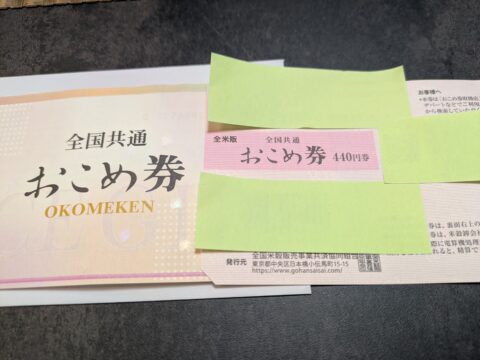 全国共通
おこめ券
OKOMEKEN
全米販
全国共通
おこめ券 440円券
お客様へ
発行元
全国米穀販売事業共済協同組合
東京都中央区日本橋小伝馬町15-15
https://www.gohansaisai.com/